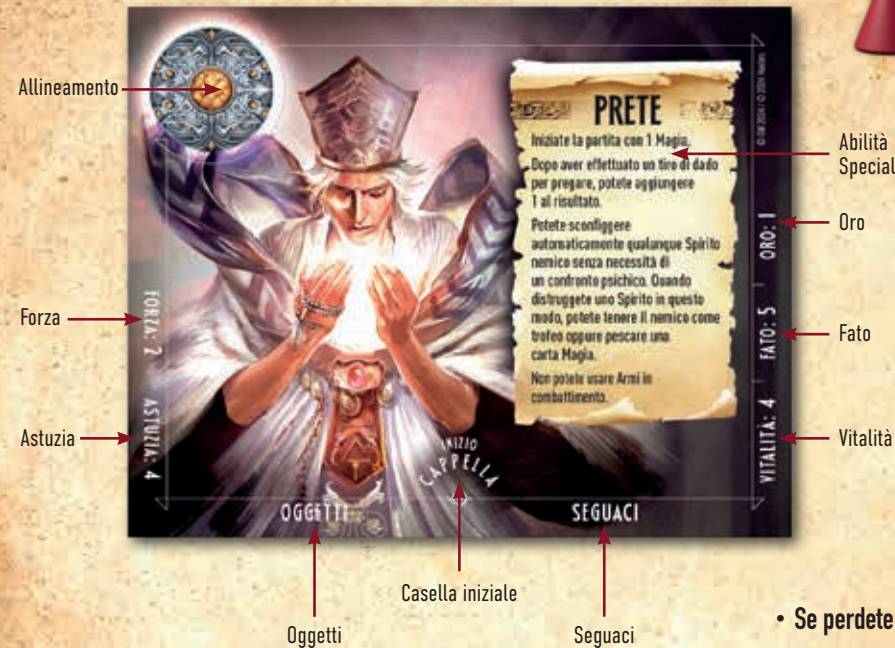 Allineamento
PRETE
Iniziate la partita con 1 Magia.
Dopo aver effettuato un tiro di dado
per pregare, potete aggiungere
1 al risultato.
Potete sconfiggere
automaticamente qualunque Spirito
nemico senza necessità di
un confronto psichico. Quando
distruggete uno Spirito in questo
modo, potete tenere il nemico come
trofeo oppure pescare una
carta Magia.
Non potete usare Armi in
combattimento.
Abilità
Special
ORO: 1
Oro
FATO: 5
Fato
VITALITÀ: 4
Vitalità
FORZA: 2
Forza
ASTUZIA: 4
Astuzia
INIZIO
CAPPELLA
OGGETTI
SEGUACI
Casella iniziale
Oggetti
Seguaci
• Se perdete